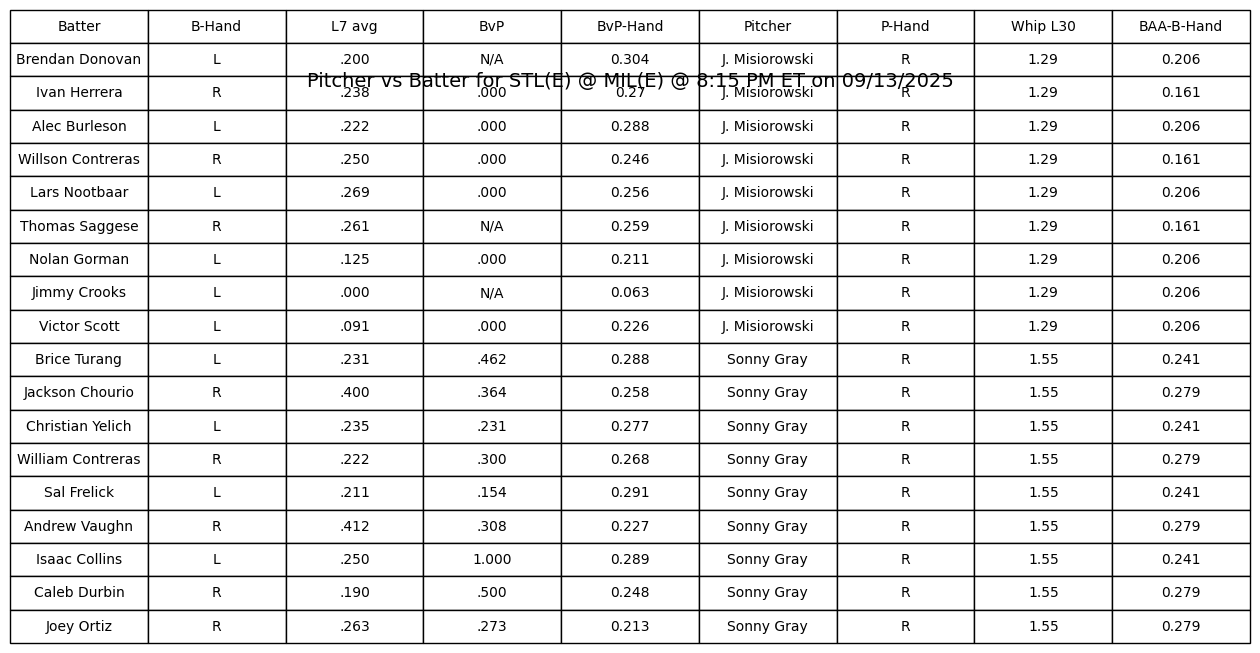 Batter B-Hand L7 avg BvP BvP-Hand Pitcher P-Hand Whip L30 BAA-B-Hand
Brendan Donovan L .200 N/A 0.304 J. Misiorowski R 1.29 0.206
Pitcher vs Batter for STL(E) @ MIL(E) @ 8:15 PM ET on 09/13/2025
Ivan Herrera R .238 .000 0.27 J. Misiorowski R 1.29 0.161
Alec Burleson L .222 .000 0.288 J. Misiorowski R 1.29 0.206
Willson Contreras R .250 .000 0.246 J. Misiorowski R 1.29 0.161
Lars Nootbaar L .269 .000 0.256 J. Misiorowski R 1.29 0.206
Thomas Saggese R .261 N/A 0.259 J. Misiorowski R 1.29 0.161
Nolan Gorman L .125 .000 0.211 J. Misiorowski R 1.29 0.206
Jimmy Crooks L .000 N/A 0.063 J. Misiorowski R 1.29 0.206
Victor Scott L .091 .000 0.226 J. Misiorowski R 1.29 0.206
Brice Turang L .231 .462 0.288 Sonny Gray R 1.55 0.241
Jackson Chourio R .400 .364 0.258 Sonny Gray R 1.55 0.279
Christian Yelich L .235 .231 0.277 Sonny Gray R 1.55 0.241
William Contreras R .222 .300 0.268 Sonny Gray R 1.55 0.279
Sal Frelick L .211 .154 0.291 Sonny Gray R 1.55 0.241
Andrew Vaughn R .412 .308 0.227 Sonny Gray R 1.55 0.279
Isaac Collins L .250 1.000 0.289 Sonny Gray R 1.55 0.241
Caleb Durbin R .190 .500 0.248 Sonny Gray R 1.55 0.279
Joey Ortiz R .263 .273 0.213 Sonny Gray R 1.55 0.279